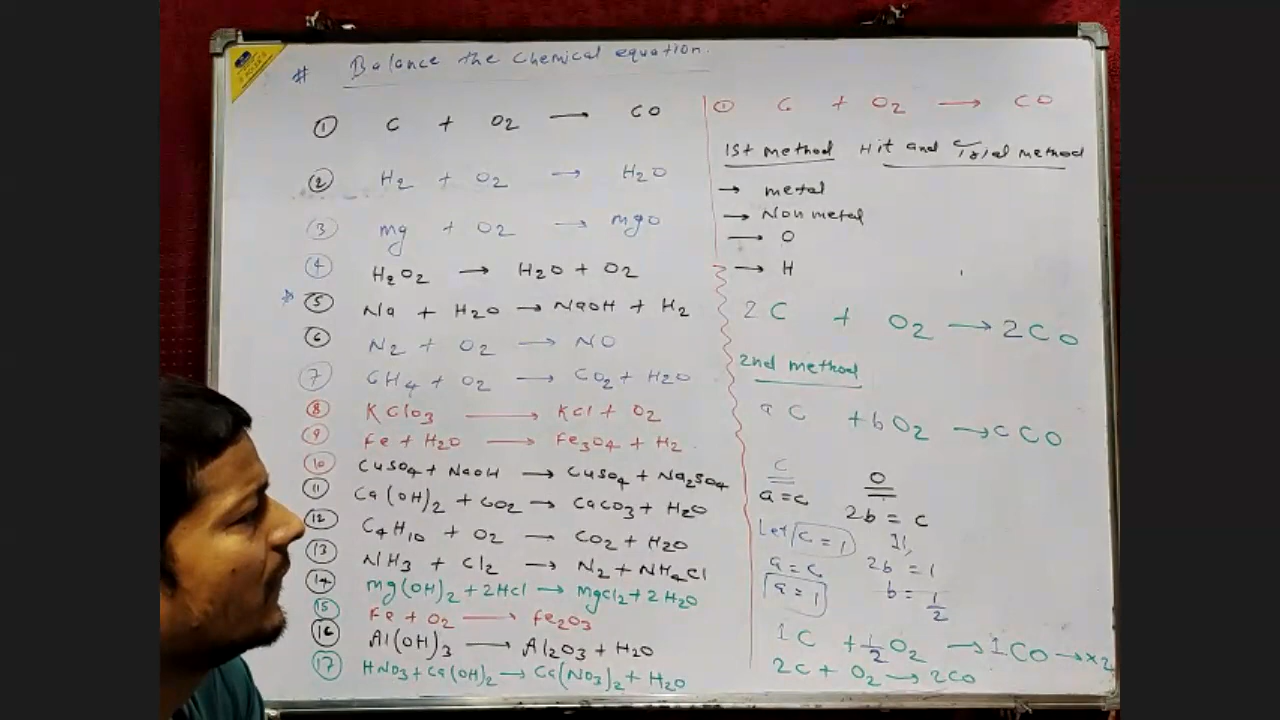 # Balance the Chemical equation.
① C + O₂ → CO
② H₂ + O₂ → H₂O
③ mg + O₂ → mgO
④ H₂O₂ → H₂O + O₂
⑤ Na + H₂O → NaOH + H₂
⑥ N₂ + O₂ → NO
⑦ CH₄ + O₂ → CO₂ + H₂O
⑧ KClO₃ → KCl + O₂
⑨ Fe + H₂O → Fe₃O₄ + H₂
⑩ CuSO₄ + NaOH → CuSO₄ + Na₂SO₄
⑪ Ca(OH)₂ + CO₂ → CaCO₃ + H₂O
⑫ C₄H₁₀ + O₂ → CO₂ + H₂O
⑬ NH₃ + Cl₂ → N₂ + NH₄Cl
⑭ mg(OH)₂ + 2HCl → mgCl₂ + 2H₂O
⑮ Fe + O₂ → Fe₂O₃
⑯ Al(OH)₃ → Al₂O₃ + H₂O
⑰ HNO₃ + Ca(OH)₂ → Ca(NO₃)₂ + H₂O
① C + O₂ → CO
1st method Hit and Trial method
→ metal
→ Non metal
→ O
→ H
2C + O₂ → 2CO
2nd method
aC + bO₂ → cCO
C O
a = c 2b = c
Let c = 1
a = c 2b = 1
a = 1 b = 1/2
1C + 1/2 O₂ → 1CO → x2
2C + O₂ → 2CO